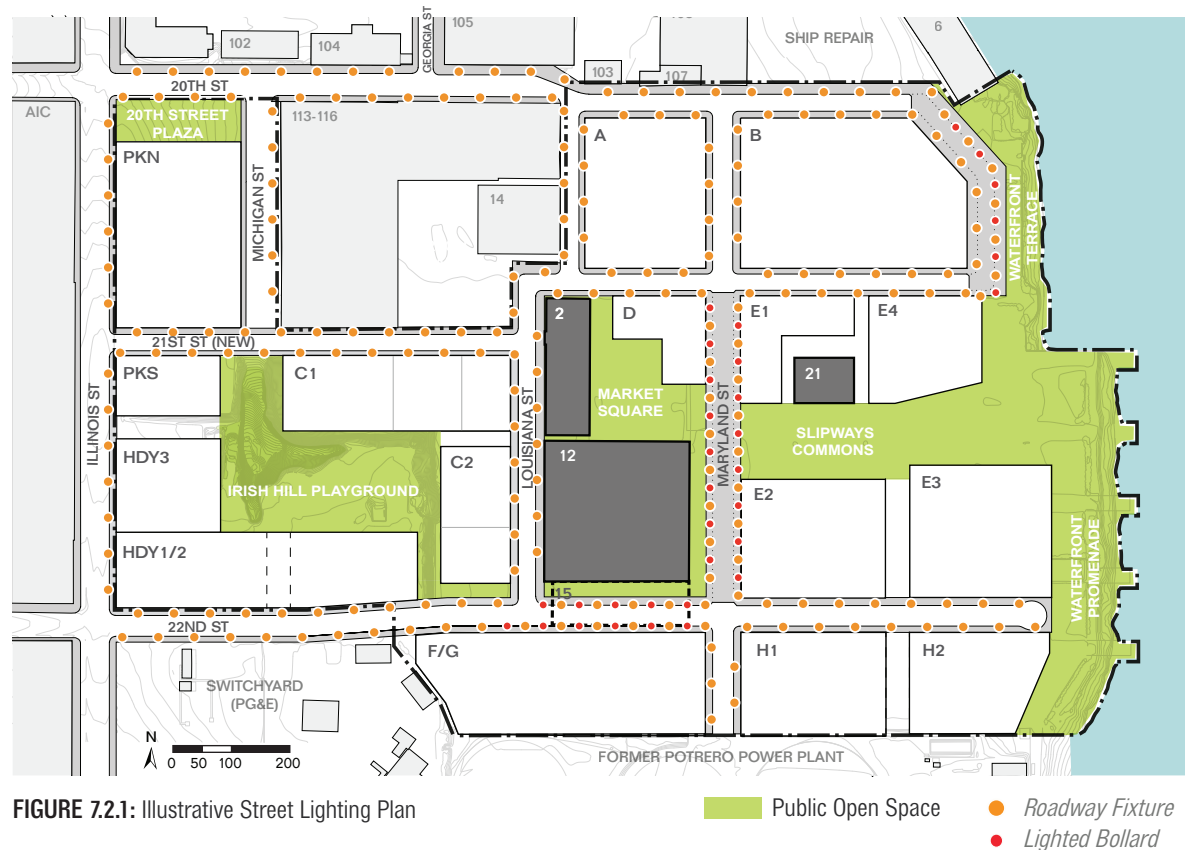 GEORGIA ST
105
6
SHIP REPAIR
102
104
103
107
20TH ST
AIC
20TH STREET
PLAZA
113-116
A
B
PKN
MICHIGAN ST
14
WATERFRONT
TERRACE
2
D
E1
E4
21ST ST (NEW)
PKS
C1
21
ILLINOIS ST
LOUISIANA ST
MARKET
SQUARE
MARYLAND ST
SLIPWAYS
COMMONS
HDY3
C2
12
IRISH HILL PLAYGROUND
E2
E3
HDY1/2
WATERFRONT
PROMENADE
15
22ND ST
F/G
H1
H2
SWITCHYARD
(PG&E)
N
0 50 100 200
FORMER POTRERO POWER PLANT
FIGURE 7.2.1: Illustrative Street Lighting Plan
Public Open Space
Roadway Fixture
Lighted Bollard